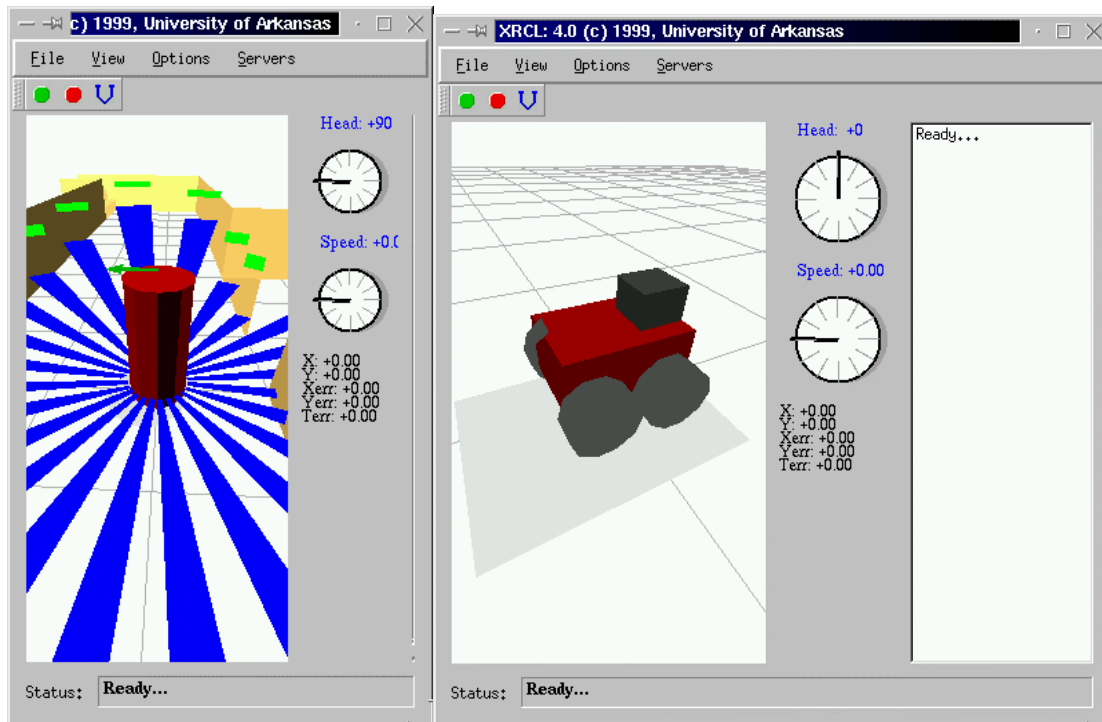 c) 1999, University of Arkansas
File View Options Servers
Head: +90
Speed: +0.0
X: +0.00
Y: +0.00
Xerr: +0.00
Yerr: +0.00
Terr: +0.00
Status: Ready...
XRCL: 4.0 (c) 1999, University of Arkansas
File View Options Servers
Head: +0
Ready...
Speed: +0.00
X: +0.00
Y: +0.00
Xerr: +0.00
Yerr: +0.00
Terr: +0.00
Status: Ready...